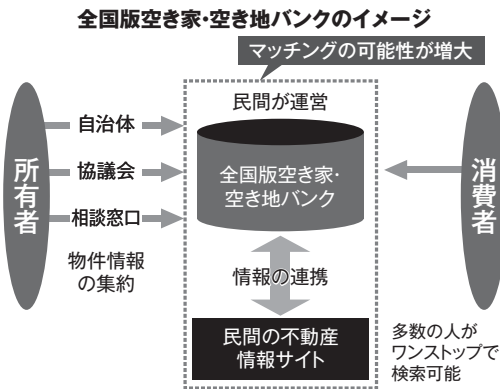 全国版空き家・空き地バンクのイメージ
マッチングの可能性が増大
民間が運営
所有者
自治体
協議会
相談窓口
物件情報
の集約
全国版空き家・
空き地バンク
消費者
情報の連携
民間の不動産
情報サイト
多数の人が
ワンストップで
検索可能